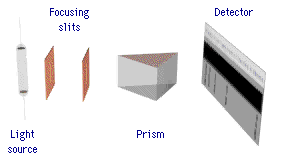 Focusing
slits
Detector
Light
source
Prism